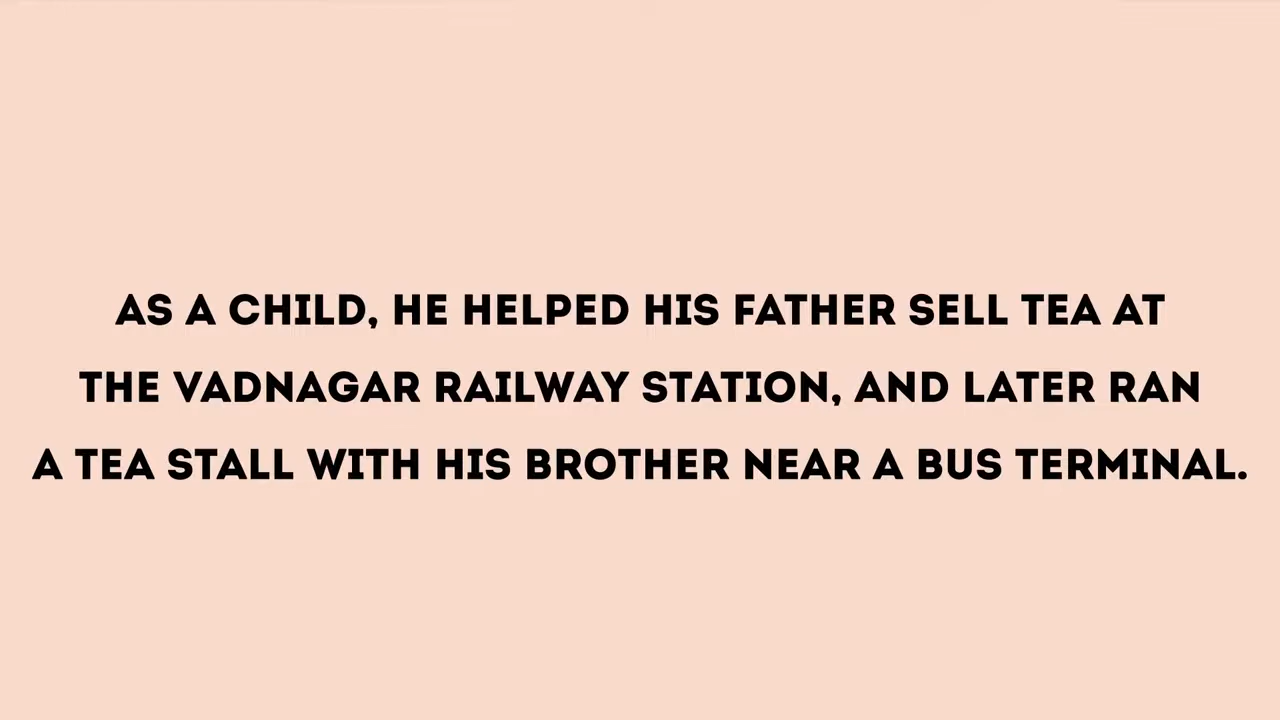 AS A CHILD, HE HELPED HIS FATHER SELL TEA AT
THE VADNAGAR RAILWAY STATION, AND LATER RAN
A TEA STALL WITH HIS BROTHER NEAR A BUS TERMINAL.